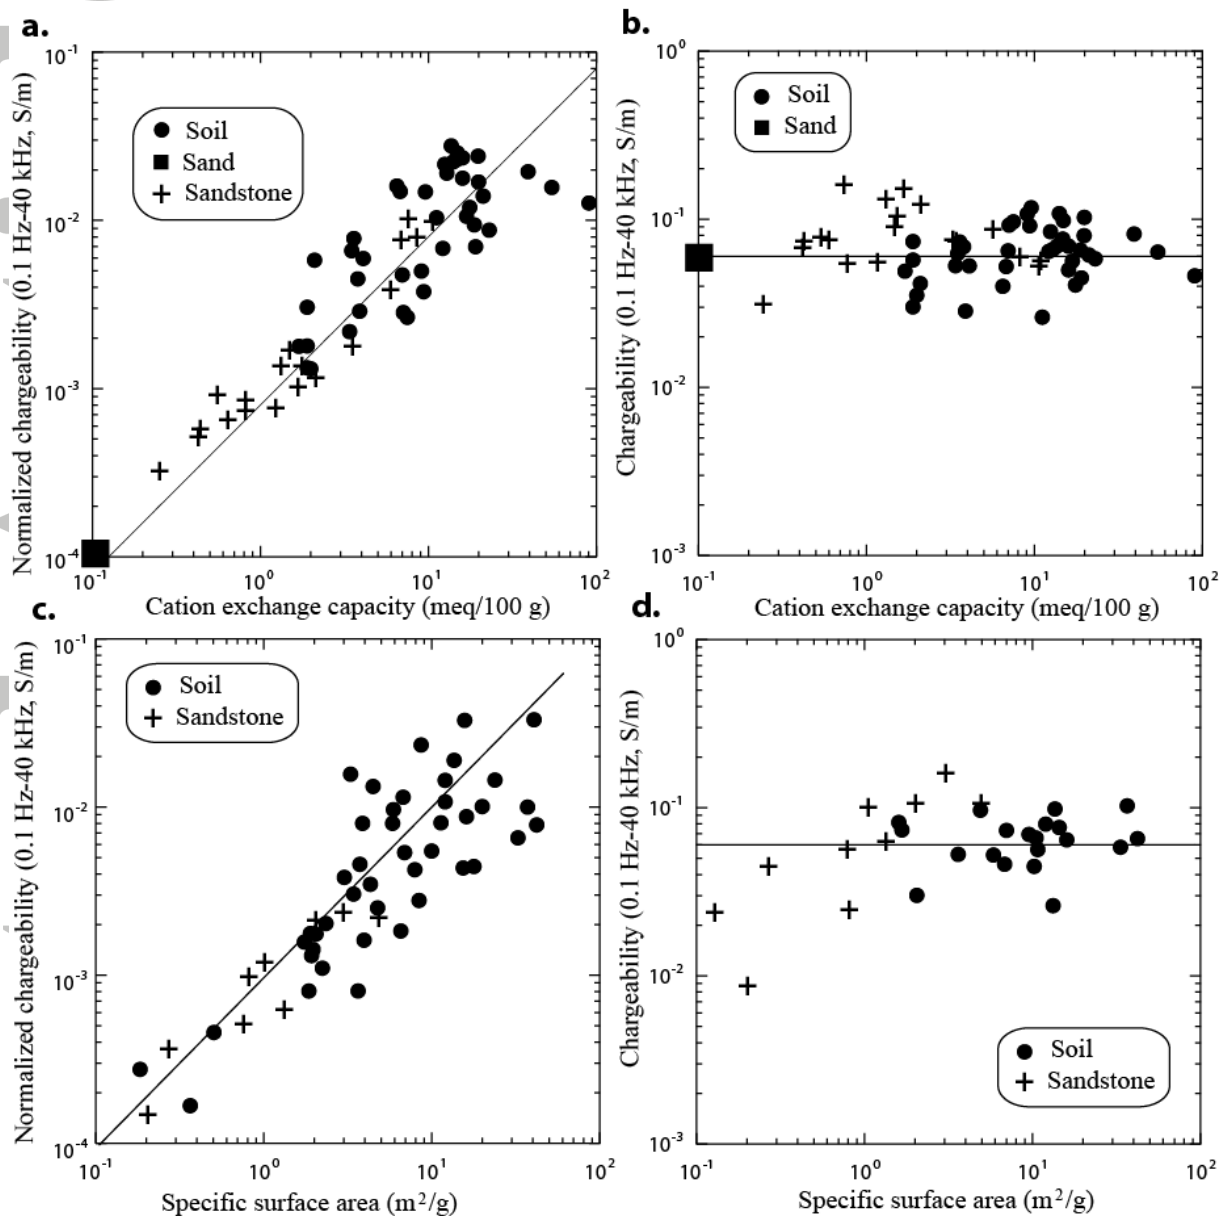 a.
Normalized chargeability (0.1 Hz-40 kHz, S/m)
10⁻¹
10⁻²
10⁻³
10⁻⁴
Soil
Sand
Sandstone
10⁻¹ 10⁰ 10¹ 10²
Cation exchange capacity (meq/100 g)
b.
Chargeability (0.1 Hz-40 kHz, S/m)
10⁰
10⁻¹
10⁻²
10⁻³
Soil
Sand
10⁻¹ 10⁰ 10¹ 10²
Cation exchange capacity (meq/100 g)
c.
Normalized chargeability (0.1 Hz-40 kHz, S/m)
10⁻¹
10⁻²
10⁻³
10⁻⁴
Soil
Sandstone
10⁻¹ 10⁰ 10¹ 10²
Specific surface area (m²/g)
d.
Chargeability (0.1 Hz-40 kHz, S/m)
10⁰
10⁻¹
10⁻²
10⁻³
Soil
Sandstone
10⁻¹ 10⁰ 10¹ 10²
Specific surface area (m²/g)